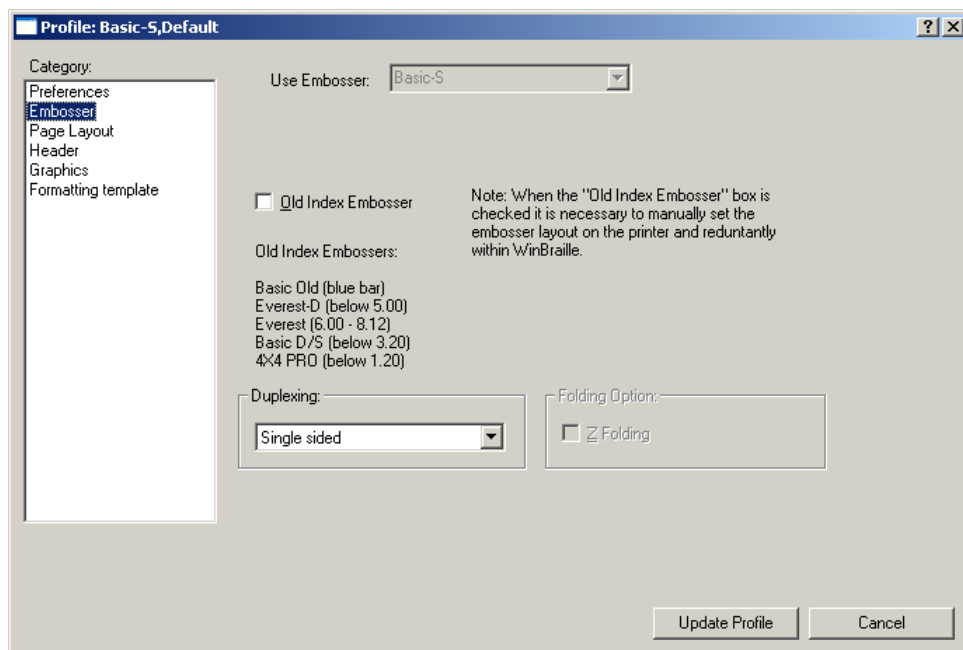 Profile: Basic-S,Default
Category:
Preferences
Embosser
Page Layout
Header
Graphics
Formatting template
Use Embosser:
Basic-S
Old Index Embosser
Note: When the "Old Index Embosser" box is
checked it is necessary to manually set the
embosser layout on the printer and reduntantly
within WinBraille.
Old Index Embossers:
Basic Old (blue bar)
Everest-D (below 5.00)
Everest (6.00 - 8.12)
Basic D/S (below 3.20)
4X4 PRO (below 1.20)
Duplexing:
Single sided
Folding Option:
Z Folding
Update Profile
Cancel